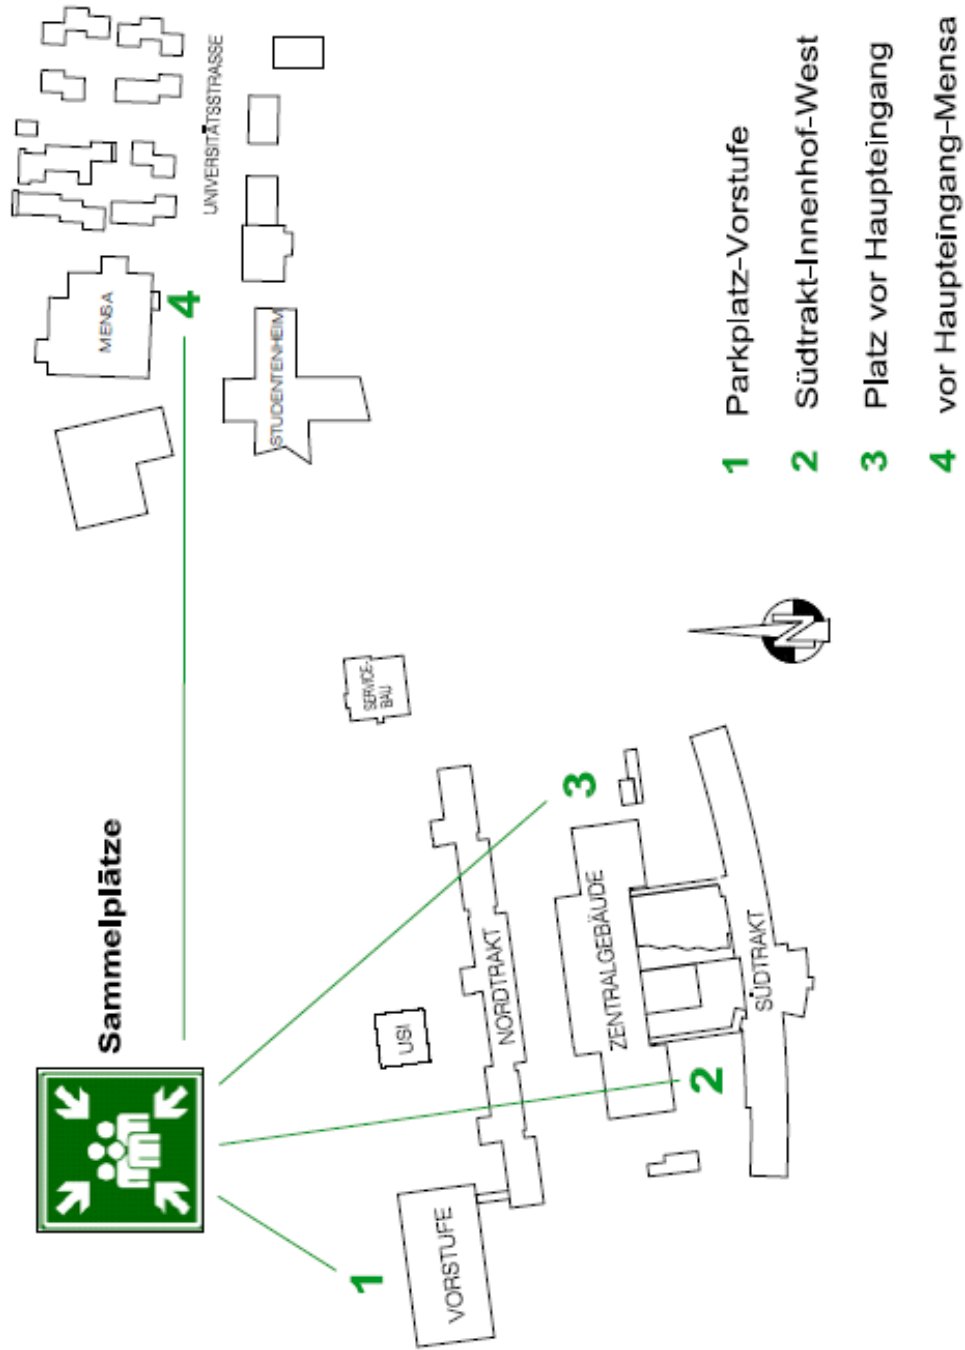 Sammelplätze
MENSA
4
UNIVERSITÄTSSTRASSE
STUDENTENHEIM
SERVICE-
BAU
USI
1
VORSTUFE
NORDTRAKT
3
ZENTRALGEBÄUDE
2
SÜDTRAKT
N
1 Parkplatz-Vorstufe
2 Südtrakt-Innenhof-West
3 Platz vor Haupteingang
4 vor Haupteingang-Mensa